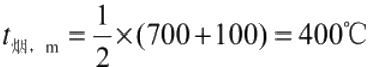 t烟，m = 1/2 ×(700+100) = 400℃